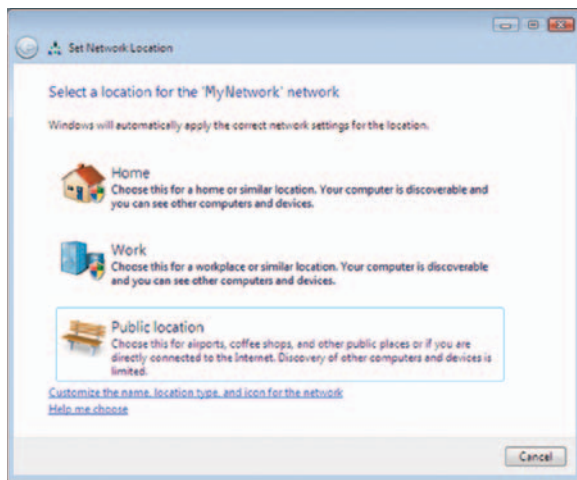 Set Network Location
Select a location for the 'MyNetwork' network
Windows will automatically apply the correct network settings for the location.
Home
Choose this for a home or similar location. Your computer is discoverable and
you can see other computers and devices.
Work
Choose this for a workplace or similar location. Your computer is discoverable
and you can see other computers and devices.
Public location
Choose this for airports, coffee shops, and other public places or if you are
directly connected to the Internet. Discovery of other computers and devices is
limited.
Customize the name, location type, and icon for the network
Help me choose
Cancel